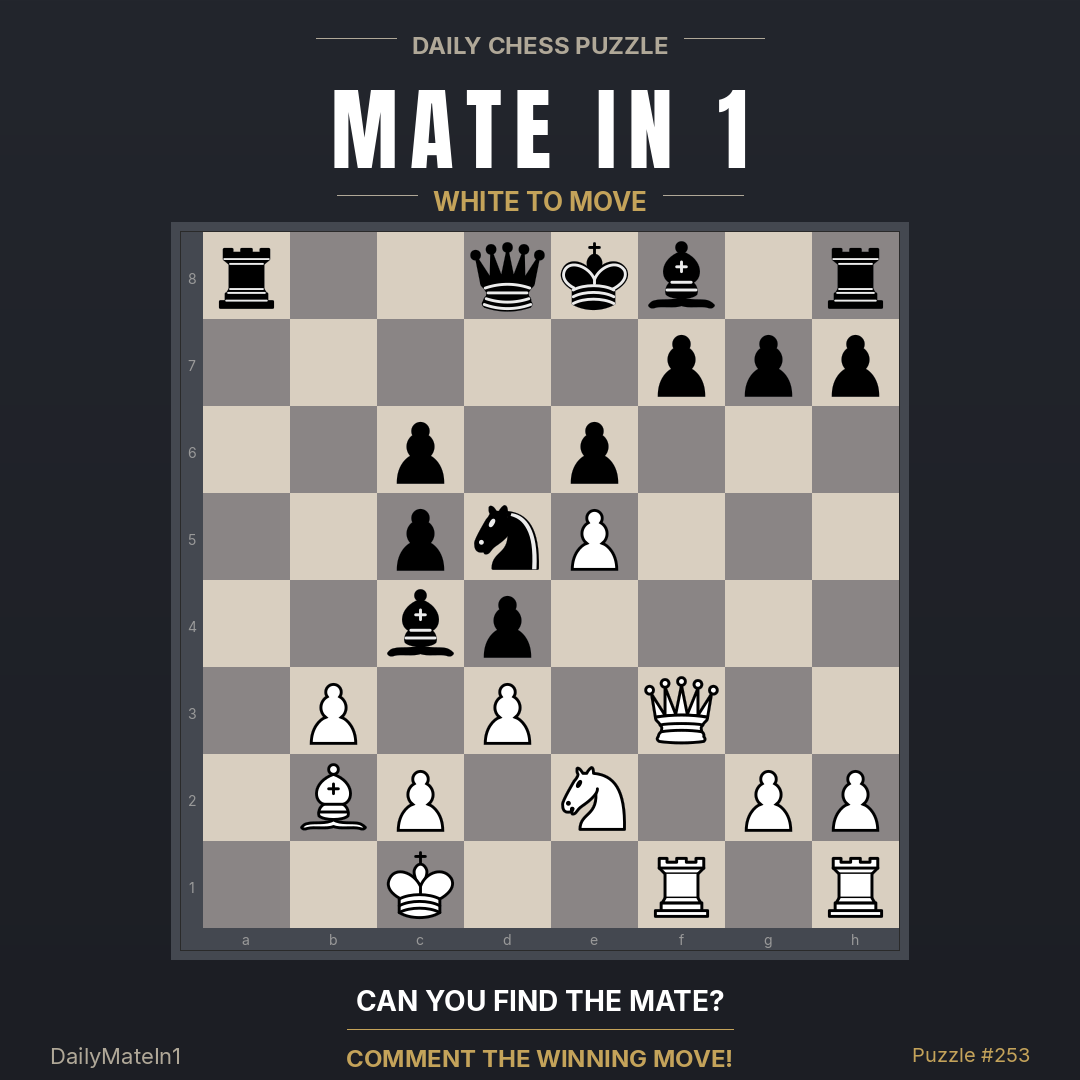 DAILY CHESS PUZZLE
MATE IN 1
WHITE TO MOVE
8
7
6
5
4
3
2
1
a b c d e f g h
CAN YOU FIND THE MATE?
DailyMateIn1 COMMENT THE WINNING MOVE! Puzzle #253